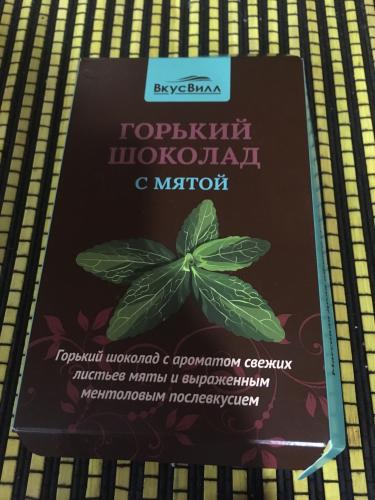 ВкусВилл
ГОРЬКИЙ
ШОКОЛАД
С МЯТОЙ
Горький шоколад с ароматом свежих
листьев мяты и выраженным
ментоловым послевкусием